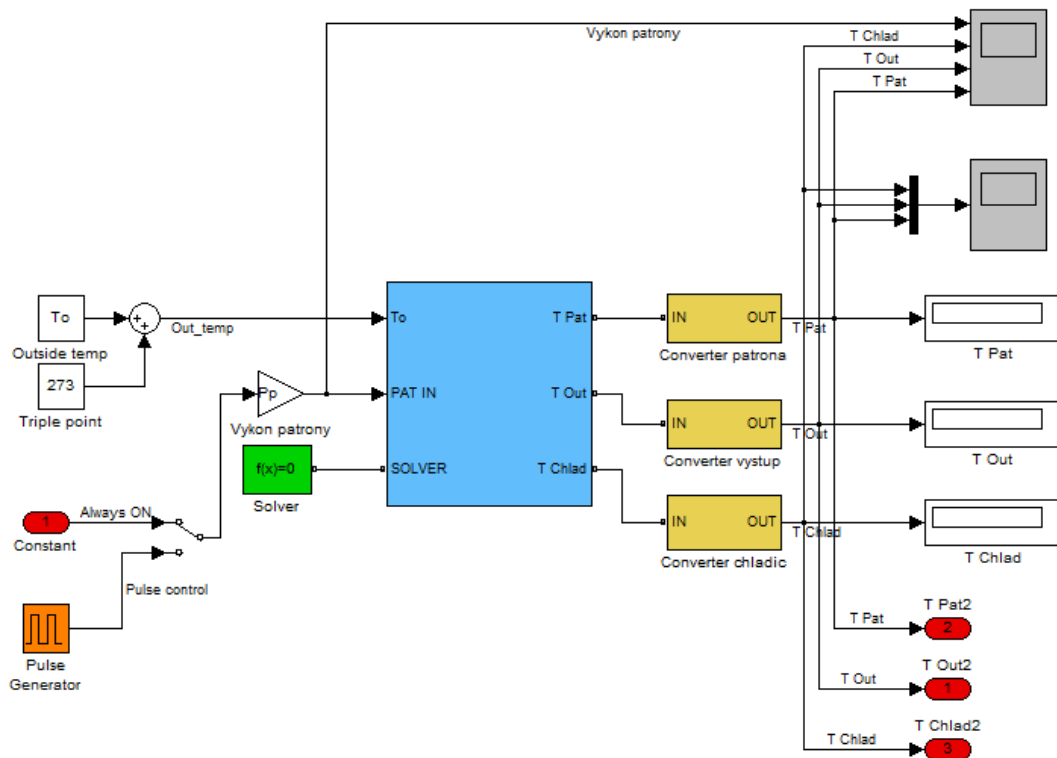 Vykon patrony
T Chlad
T Out
T Pat
To
+
+
Outside temp
Out_temp
273
Triple point
To
PAT IN
SOLVER
T Pat
T Out
T Chlad
Pp
Vykon patrony
f(x)=0
Solver
IN OUT
Converter patrona
T Pat
IN OUT
Converter vystup
T Out
IN OUT
Converter chladic
T Chlad
T Pat
T Out
T Chlad
1
Constant
Always ON
Pulse control
Pulse
Generator
T Pat
T Pat2
2
T Out
T Out2
1
T Chlad
T Chlad2
3